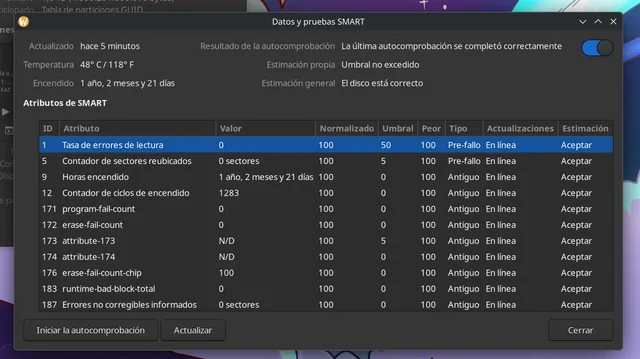 Tabla de particiones GUID
Datos y pruebas SMART
Actualizado hace 5 minutos Resultado de la autocomprobación La última autocomprobación se completó correctamente
Temperatura 48° C / 118° F Estimación propia Umbral no excedido
Encendido 1 año, 2 meses y 21 días Estimación general El disco está correcto
Atributos de SMART
ID Atributo Valor Normalizado Umbral Peor Tipo Actualizaciones Estimación
1 Tasa de errores de lectura 0 100 50 100 Pre-fallo En línea Aceptar
5 Contador de sectores reubicados 0 sectores 100 5 100 Pre-fallo En línea Aceptar
9 Horas encendido 1 año, 2 meses y 21 días 100 0 100 Antiguo En línea Aceptar
12 Contador de ciclos de encendido 1283 100 0 100 Antiguo En línea Aceptar
171 program-fail-count 0 100 0 100 Antiguo En línea Aceptar
172 erase-fail-count 0 100 0 100 Antiguo En línea Aceptar
173 attribute-173 N/D 100 5 100 Antiguo En línea Aceptar
174 attribute-174 N/D 100 0 100 Antiguo En línea Aceptar
176 erase-fail-count-chip 100 100 0 100 Antiguo En línea Aceptar
183 runtime-bad-block-total 0 100 0 100 Antiguo En línea Aceptar
187 Errores no corregibles informados 0 sectores 100 0 100 Antiguo En línea Aceptar
Iniciar la autocomprobación Actualizar Cerrar